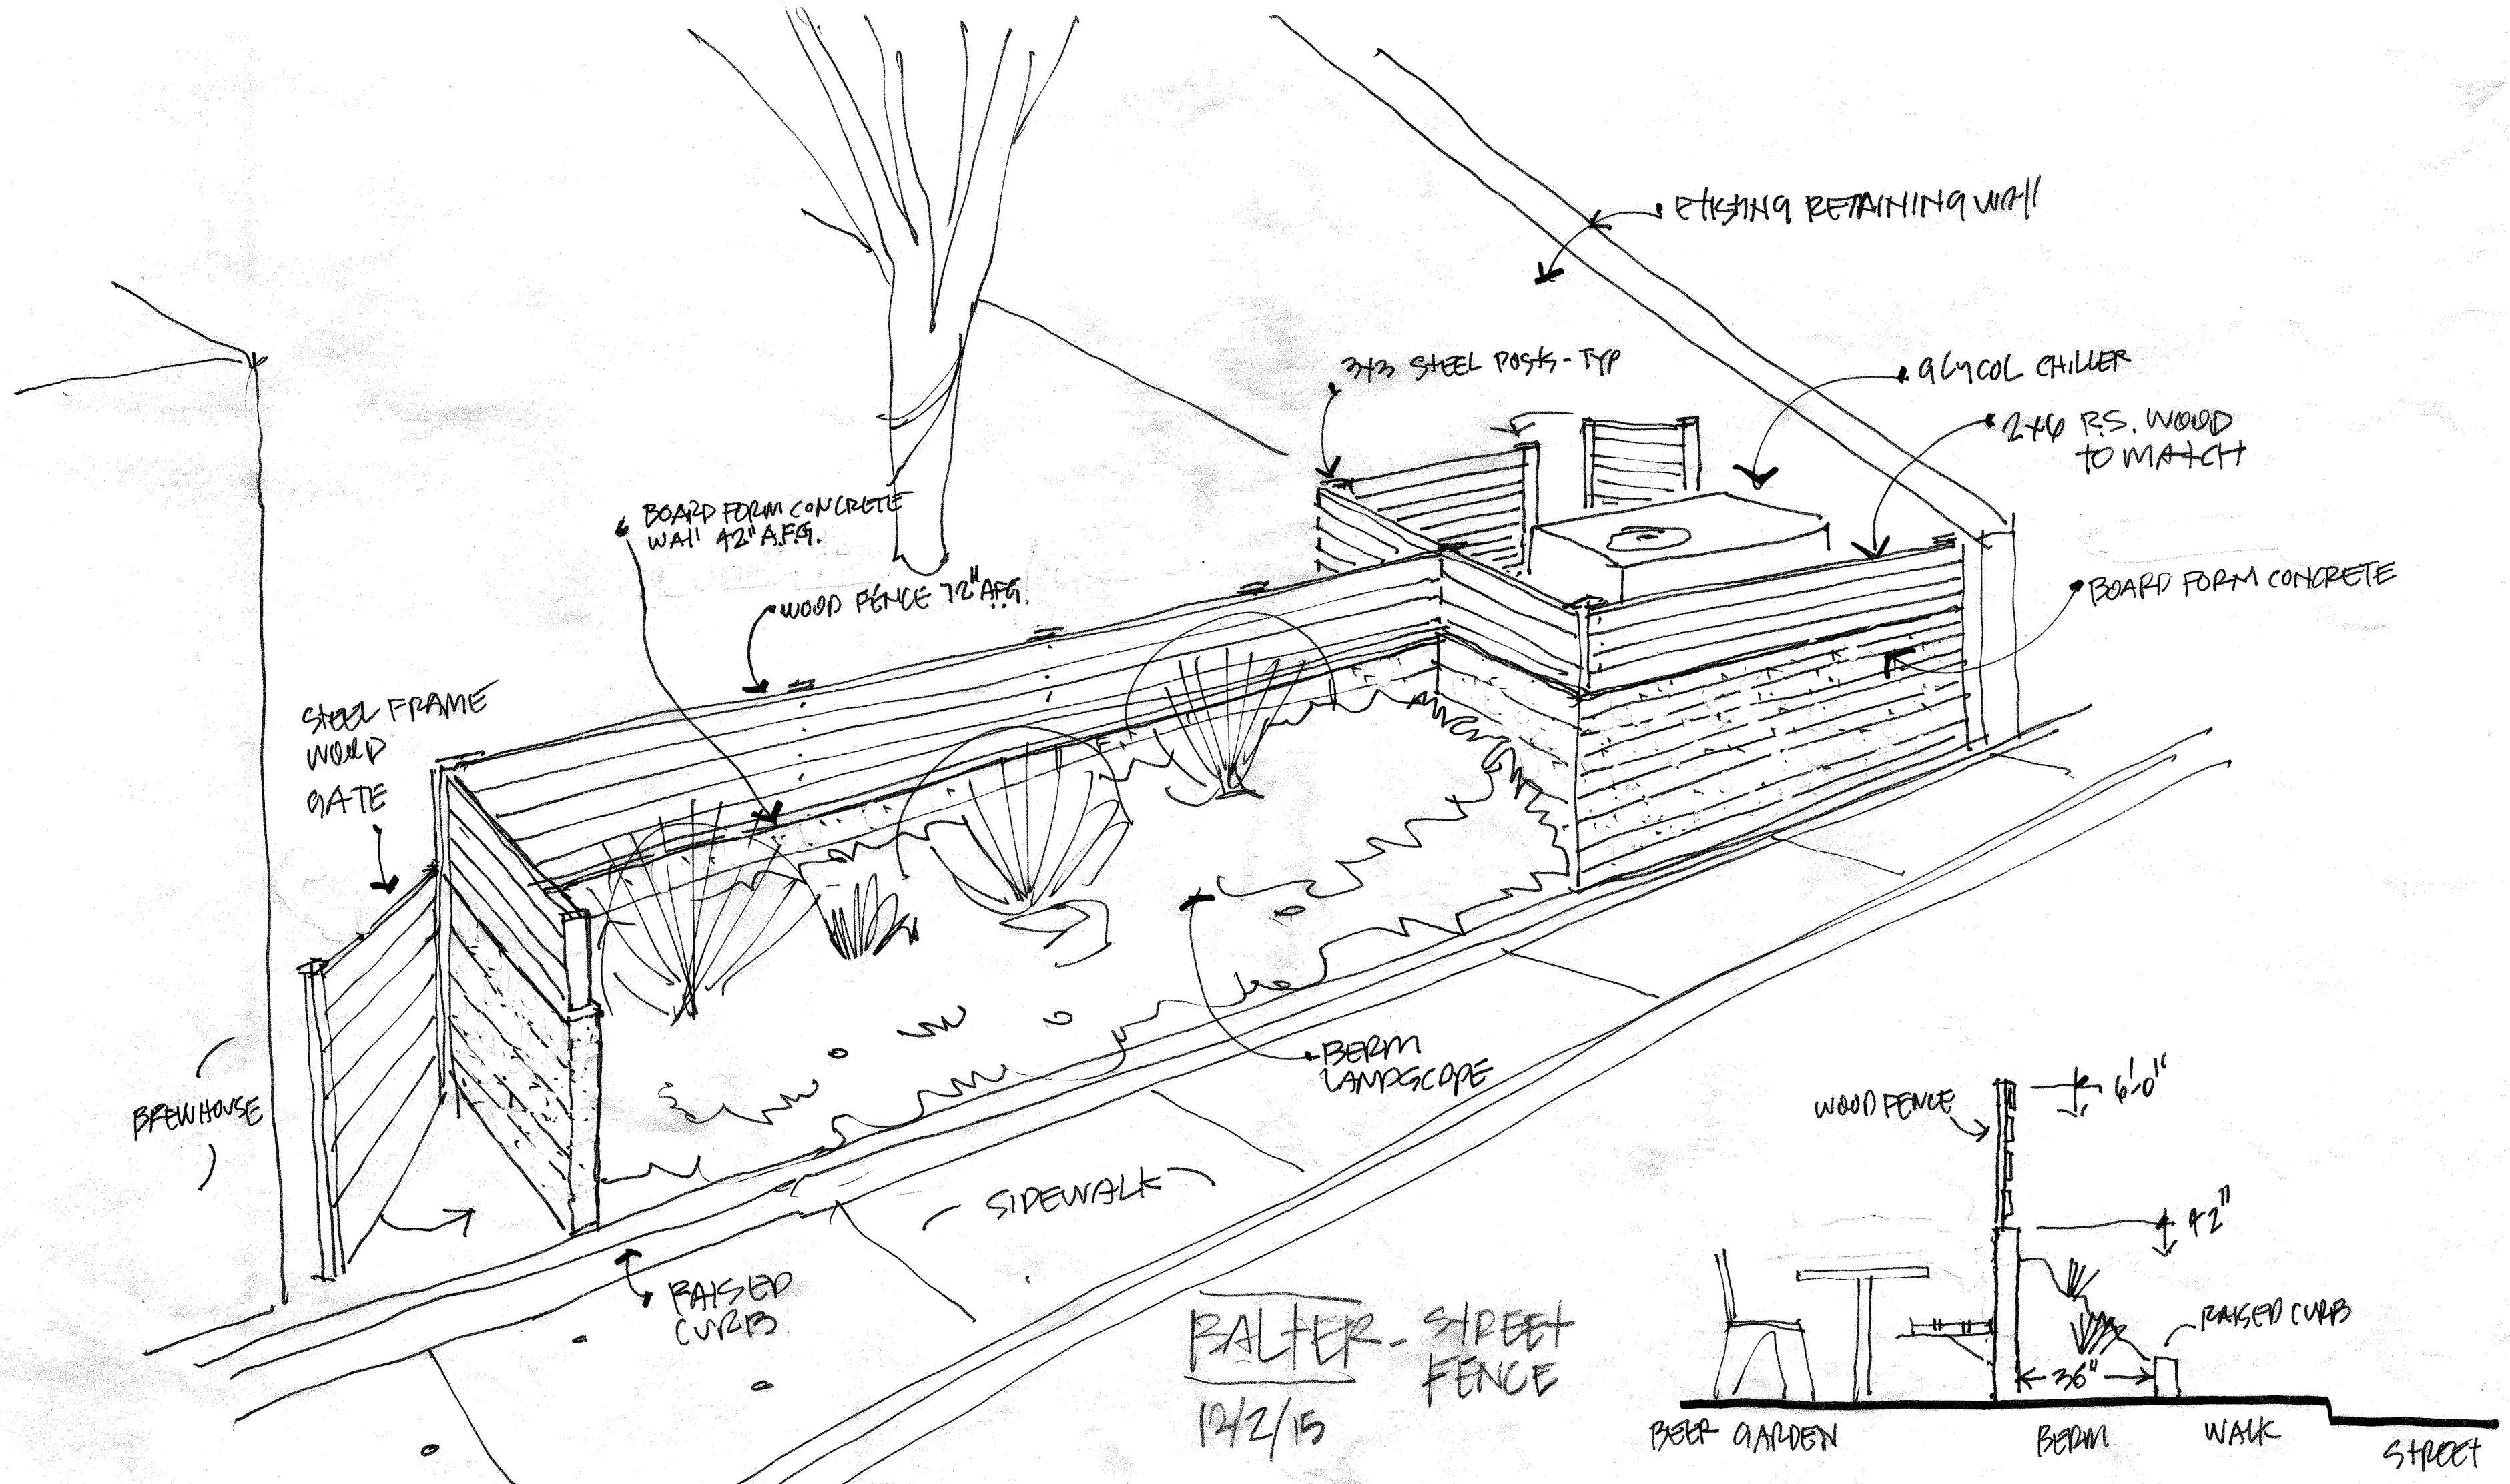 EXISTING RETAINING WALL
3x3 STEEL POSTS - TYP
GLYCOL CHILLER
2x6 R.S. WOOD
TO MATCH
BOARD FORM CONCRETE
WALL 42" A.F.G.
WOOD FENCE 72" A.F.G.
BOARD FORM CONCRETE
STEEL FRAME
WOOD
GATE
BREWHOUSE
BERM
LANDSCAPE
SIDEWALK
RAISED
CURB
BALTER - STREET
FENCE
12/2/15
WOOD FENCE
6'-0"
42"
RAISED CURB
36"
BEER GARDEN
BERM
WALK
STREET